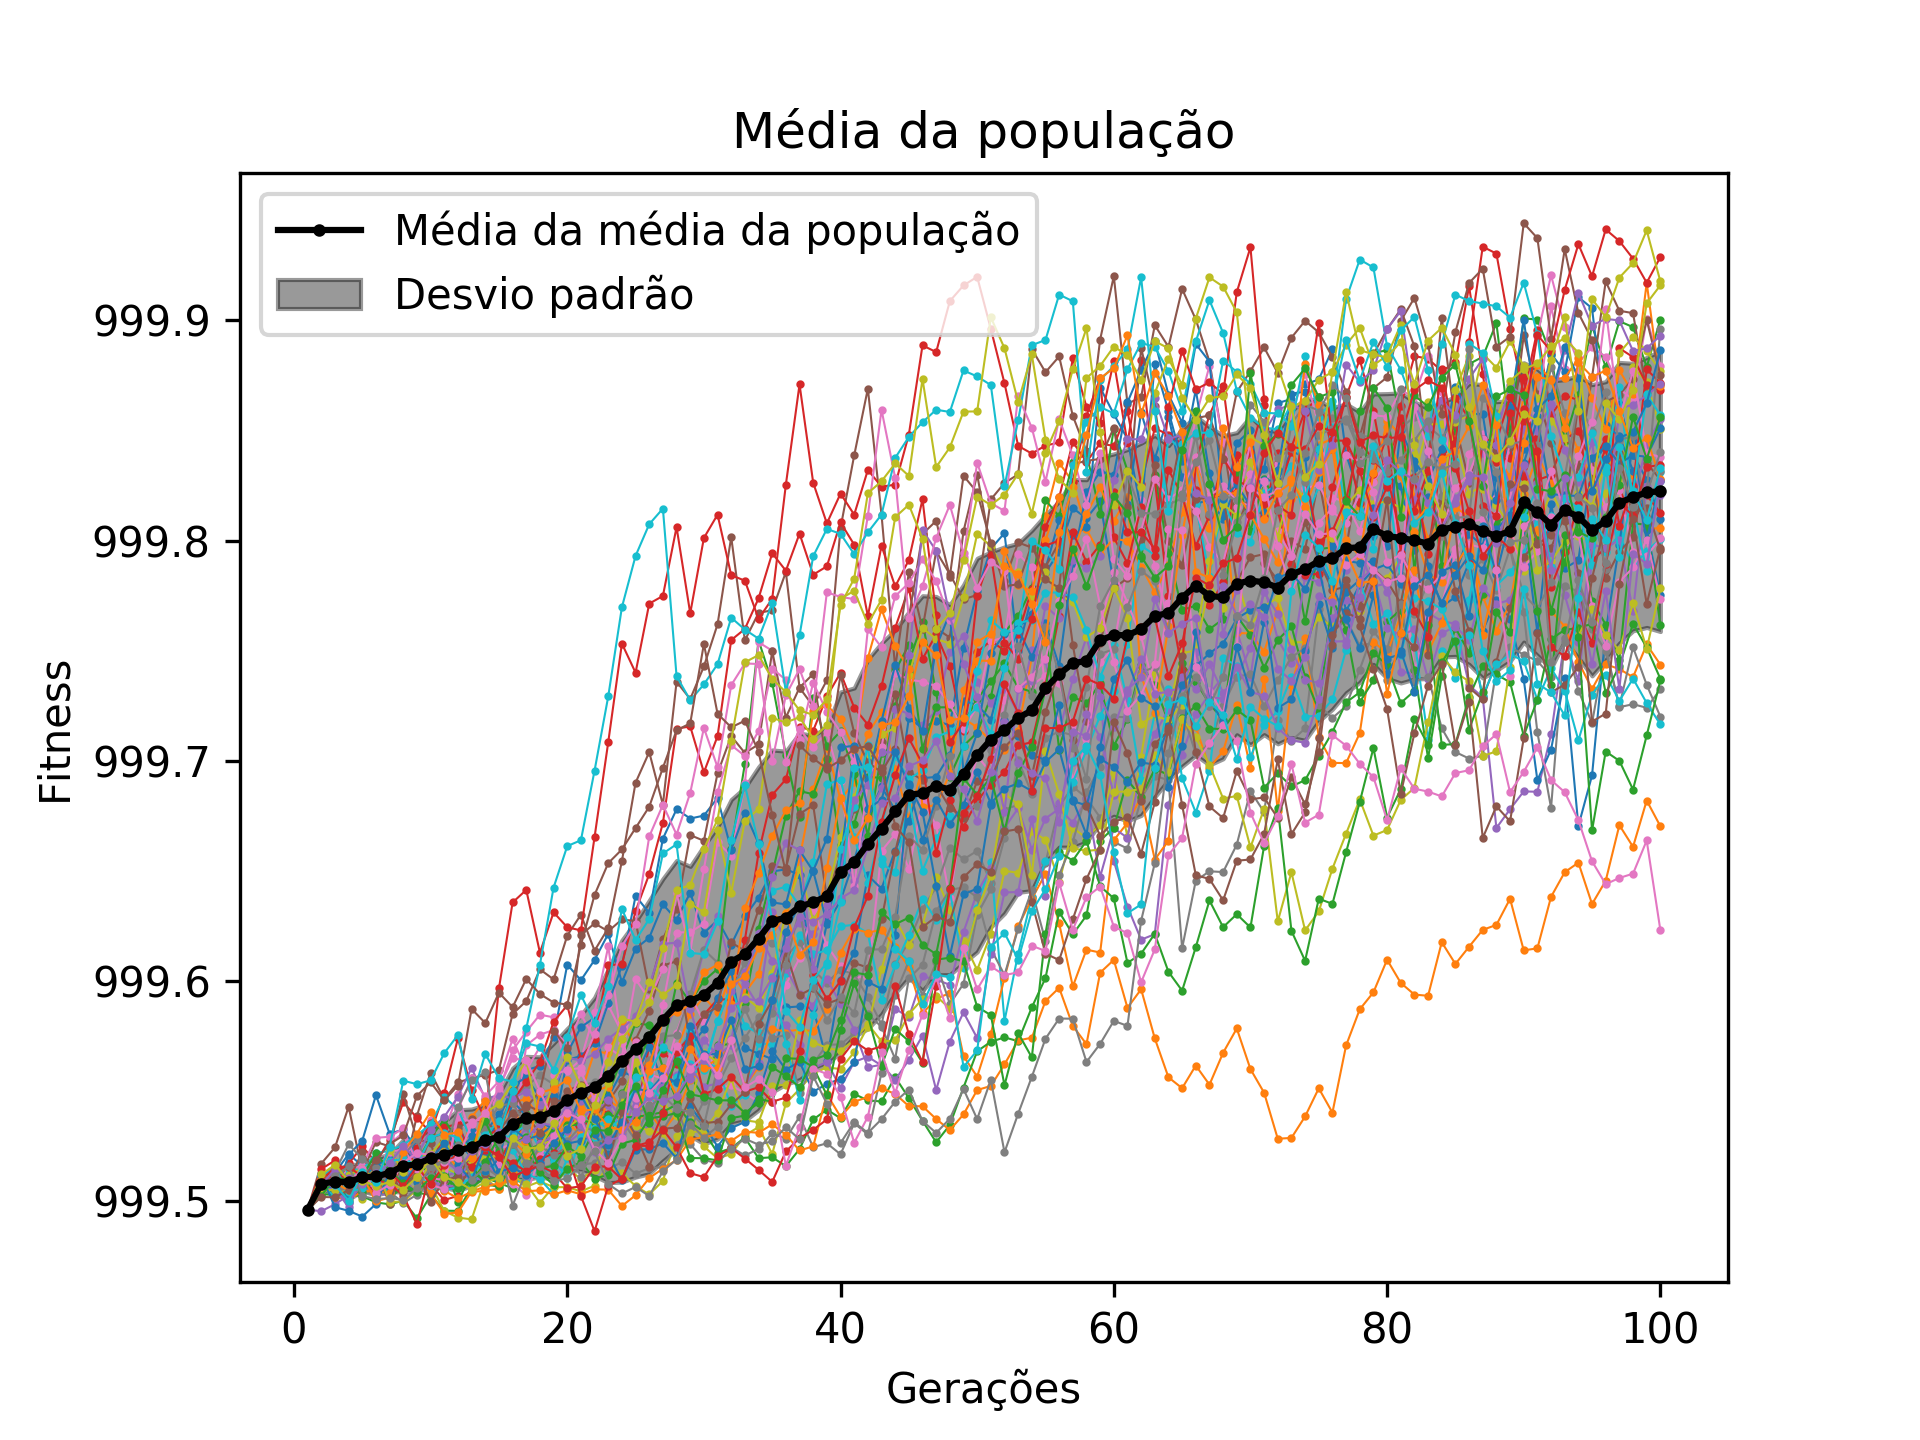 Média da população
Média da média da população
Desvio padrão
Fitness
999.9
999.8
999.7
999.6
999.5
0 20 40 60 80 100
Gerações